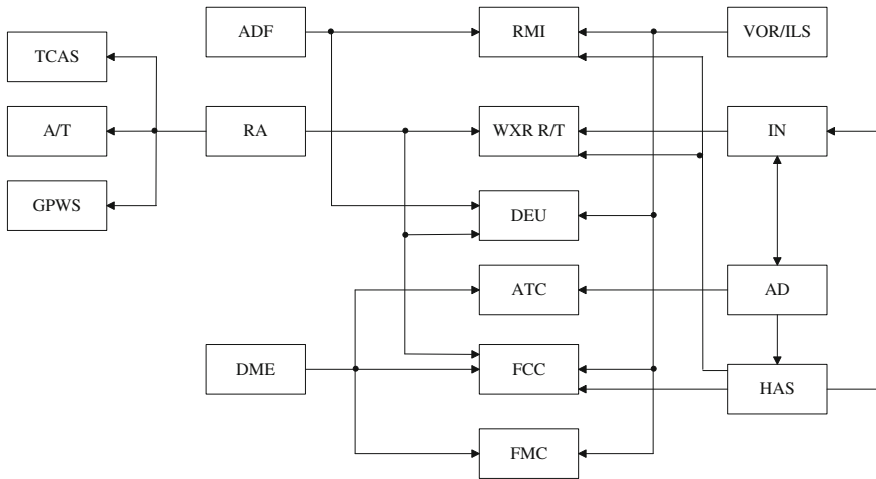 ADF
RMI
VOR/ILS
TCAS
A/T
RA
WXR R/T
IN
GPWS
DEU
ATC
AD
DME
FCC
HAS
FMC